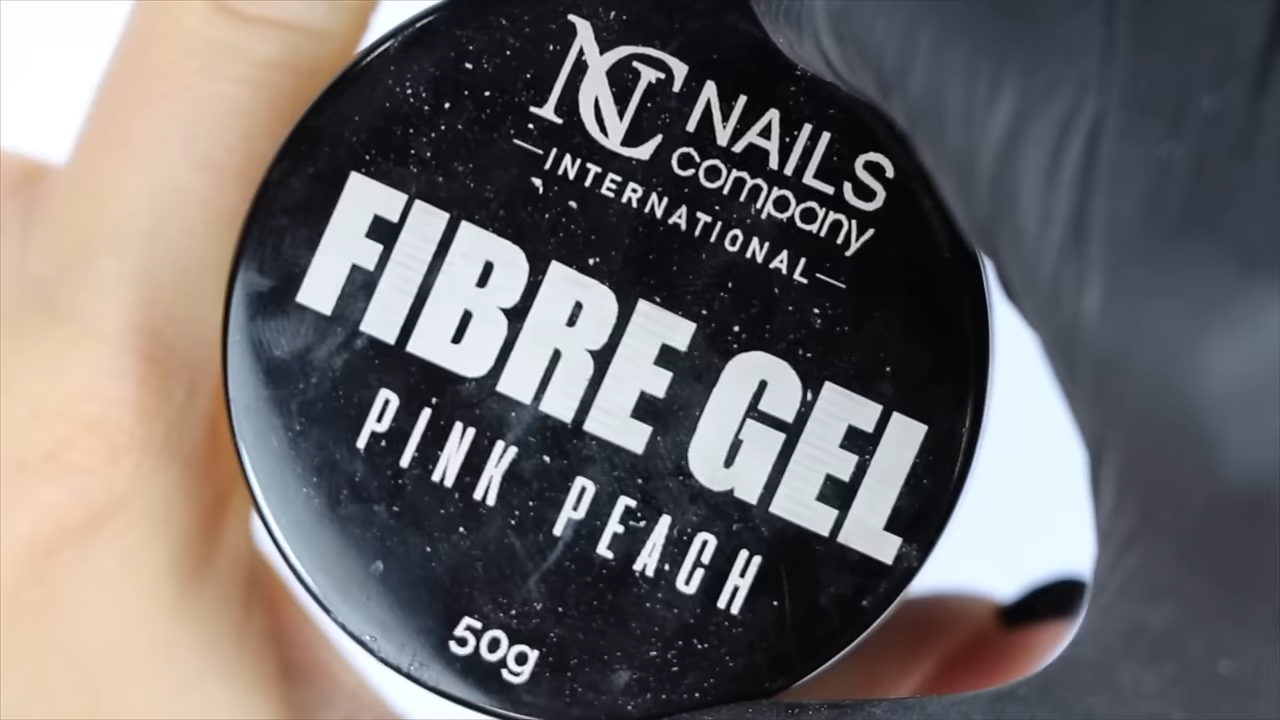 NC NAILS
company
INTERNATIONAL
FIBRE GEL
PINK PEACH
50g